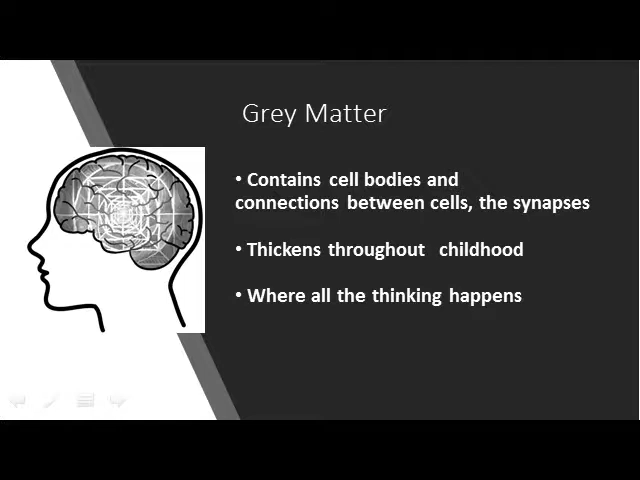 Grey Matter
• Contains cell bodies and
connections between cells, the synapses
• Thickens throughout childhood
• Where all the thinking happens